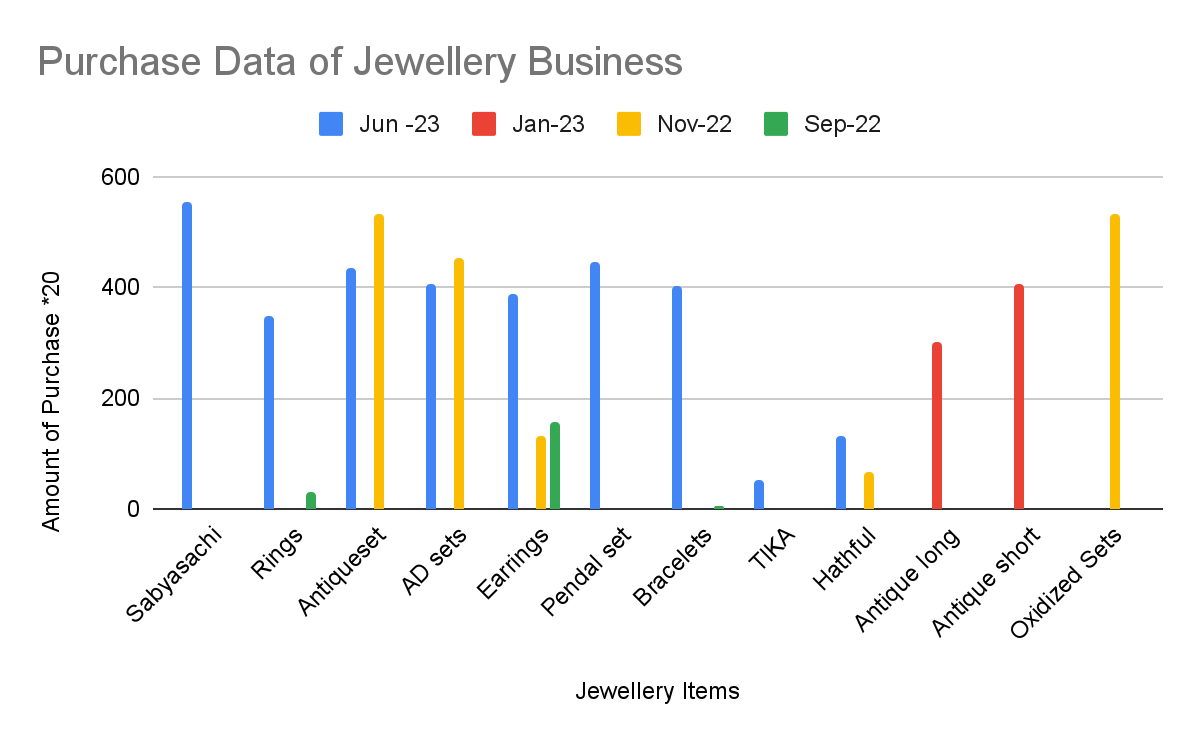 Purchase Data of Jewellery Business
Jun -23 Jan-23 Nov-22 Sep-22
Amount of Purchase *20
600
400
200
0
Sabyasachi
Rings
Antiqueset
AD sets
Earrings
Pendal set
Bracelets
TIKA
Hathful
Antique long
Antique short
Oxidized Sets
Jewellery Items